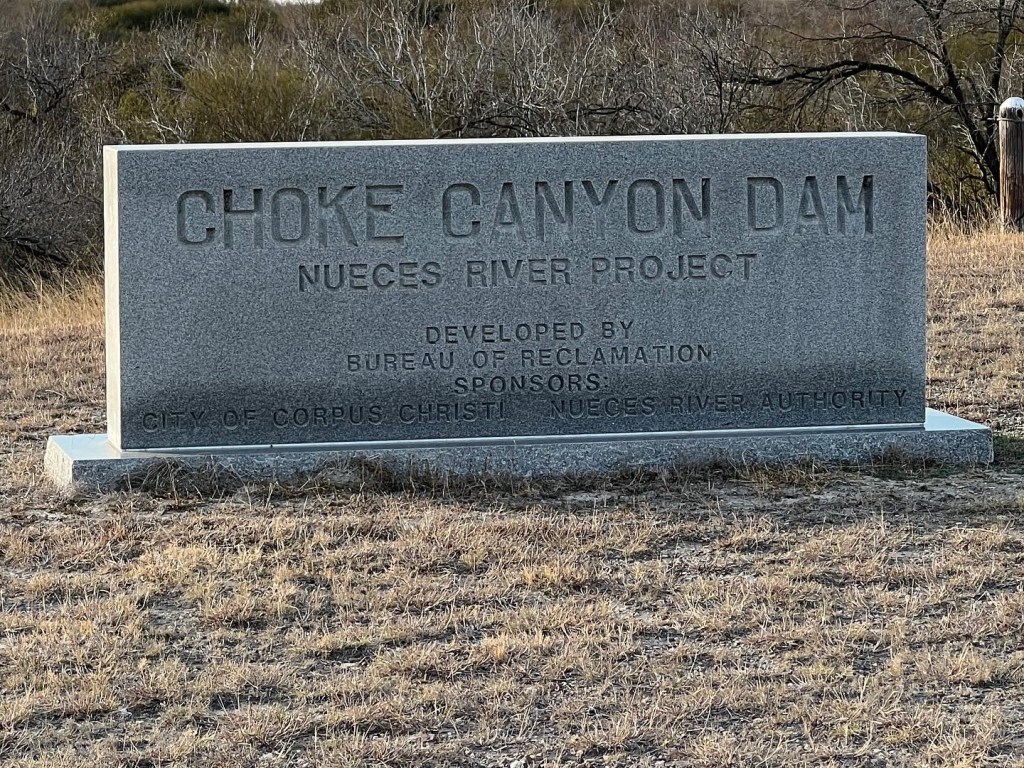 CHOKE CANYON DAM
NUECES RIVER PROJECT
DEVELOPED BY
BUREAU OF RECLAMATION
SPONSORS:
CITY OF CORPUS CHRISTI NUECES RIVER AUTHORITY